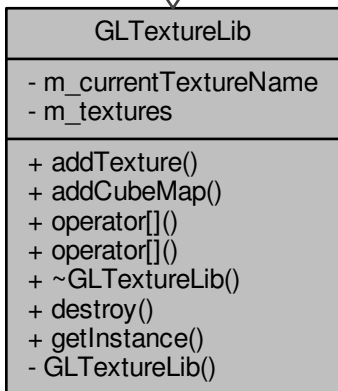 GLTextureLib
- m_currentTextureName
- m_textures
+ addTexture()
+ addCubeMap()
+ operator[]()
+ operator[]()
+ ~GLTextureLib()
+ destroy()
+ getInstance()
- GLTextureLib()